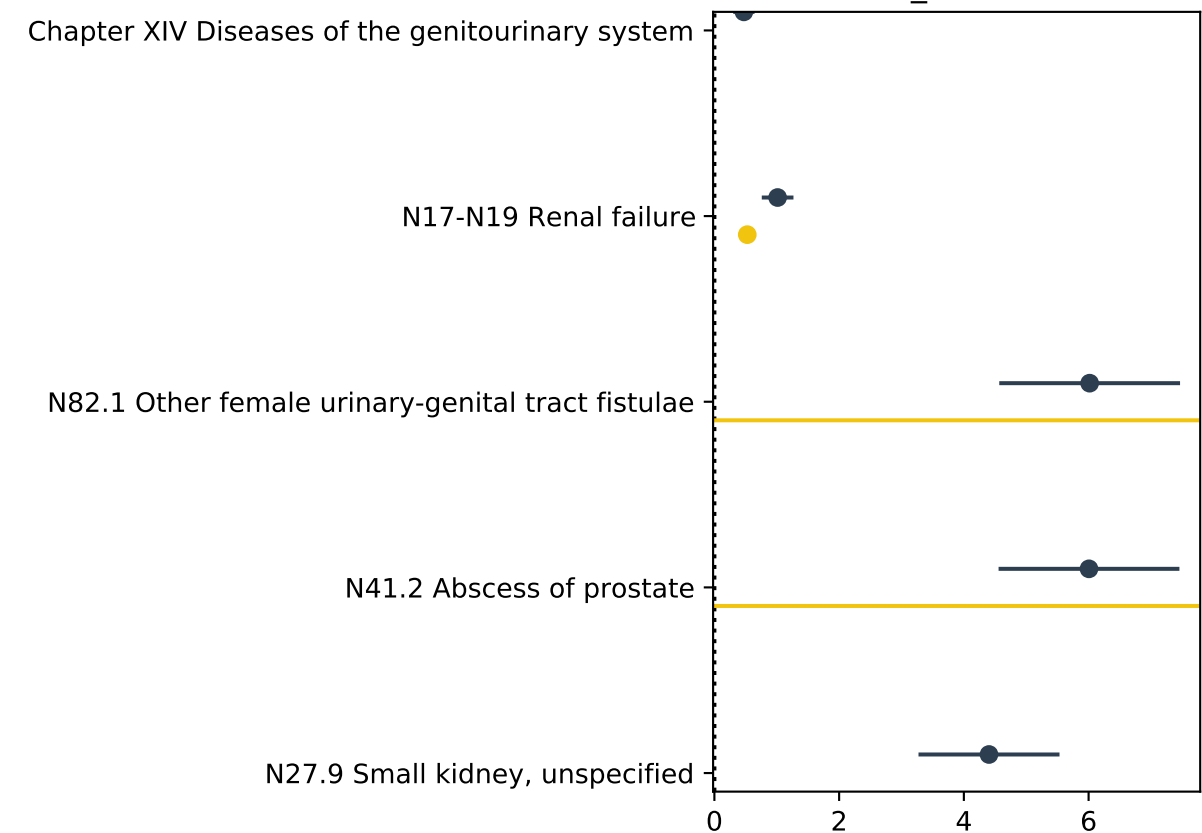 Chapter XIV Diseases of the genitourinary system
N17-N19 Renal failure
N82.1 Other female urinary-genital tract fistulae
N41.2 Abscess of prostate
N27.9 Small kidney, unspecified
0 2 4 6